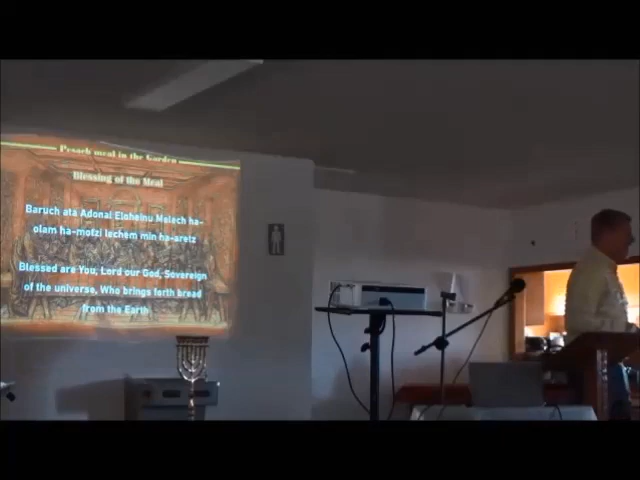 Pesach meal in the Garden
Blessing of the Meal
Baruch ata Adonai Eloheinu Melech ha-
olam ha-motzi lechem min ha-aretz
Blessed are You, Lord our God, Sovereign
of the universe, Who brings forth bread
from the Earth